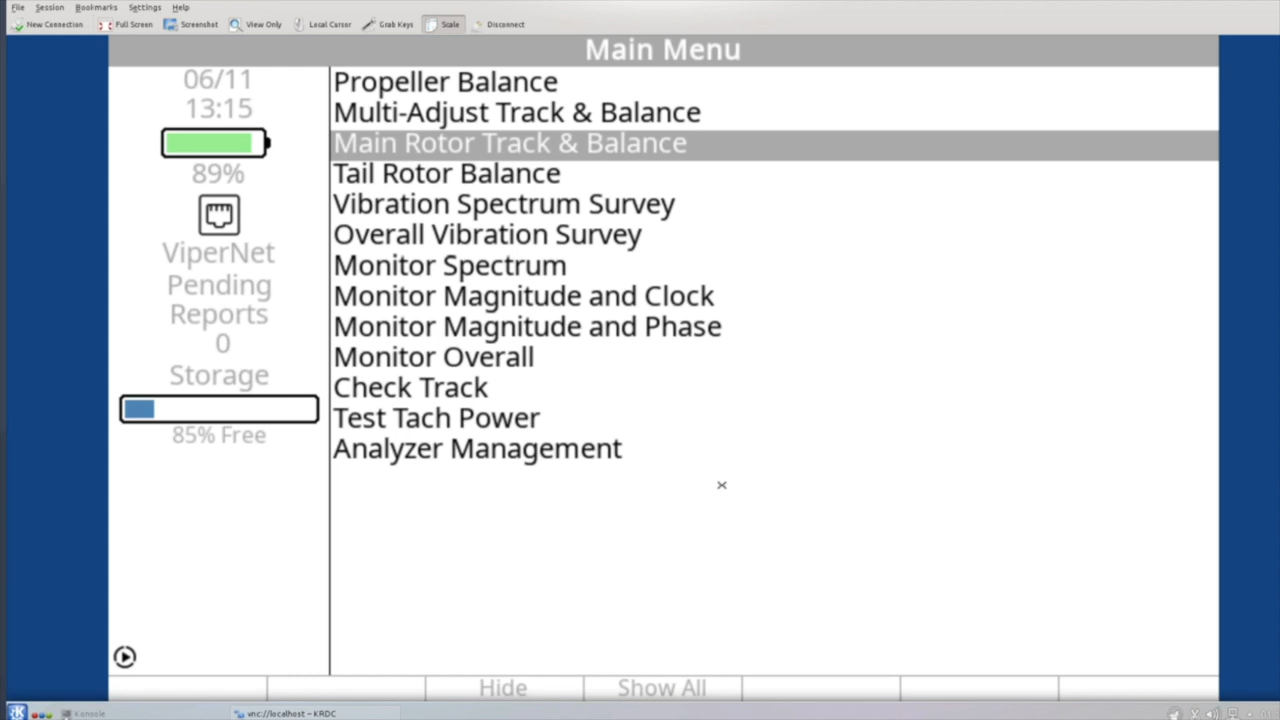 File Session Bookmarks Settings Help
New Connection Full Screen Screenshot View Only Local Cursor Grab Keys Scale Disconnect
Main Menu
06/11
13:15
89%
ViperNet
Pending
Reports
0
Storage
85% Free
Propeller Balance
Multi-Adjust Track & Balance
Main Rotor Track & Balance
Tail Rotor Balance
Vibration Spectrum Survey
Overall Vibration Survey
Monitor Spectrum
Monitor Magnitude and Clock
Monitor Magnitude and Phase
Monitor Overall
Check Track
Test Tach Power
Analyzer Management
Hide Show All
Konsole vnc://localhost – KRDC